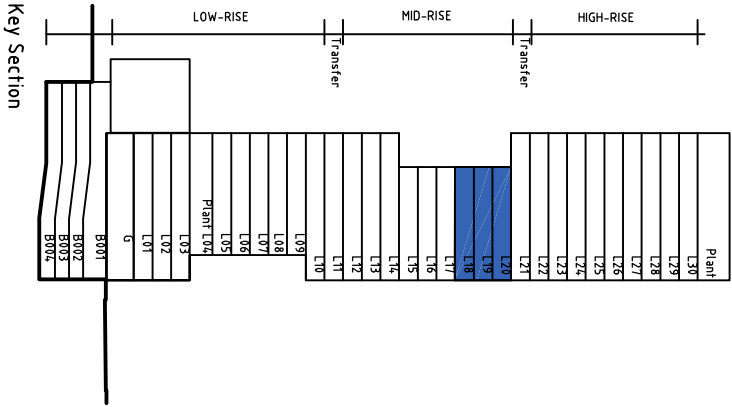 LOW-RISE
MID-RISE
HIGH-RISE
Transfer
Transfer
Key Section
B004
B003
B002
B001
G
L01
L02
L03
Plant L04
L05
L06
L07
L08
L09
L10
L11
L12
L13
L14
L15
L16
L17
L18
L19
L20
L21
L22
L23
L24
L25
L26
L27
L28
L29
L30
Plant